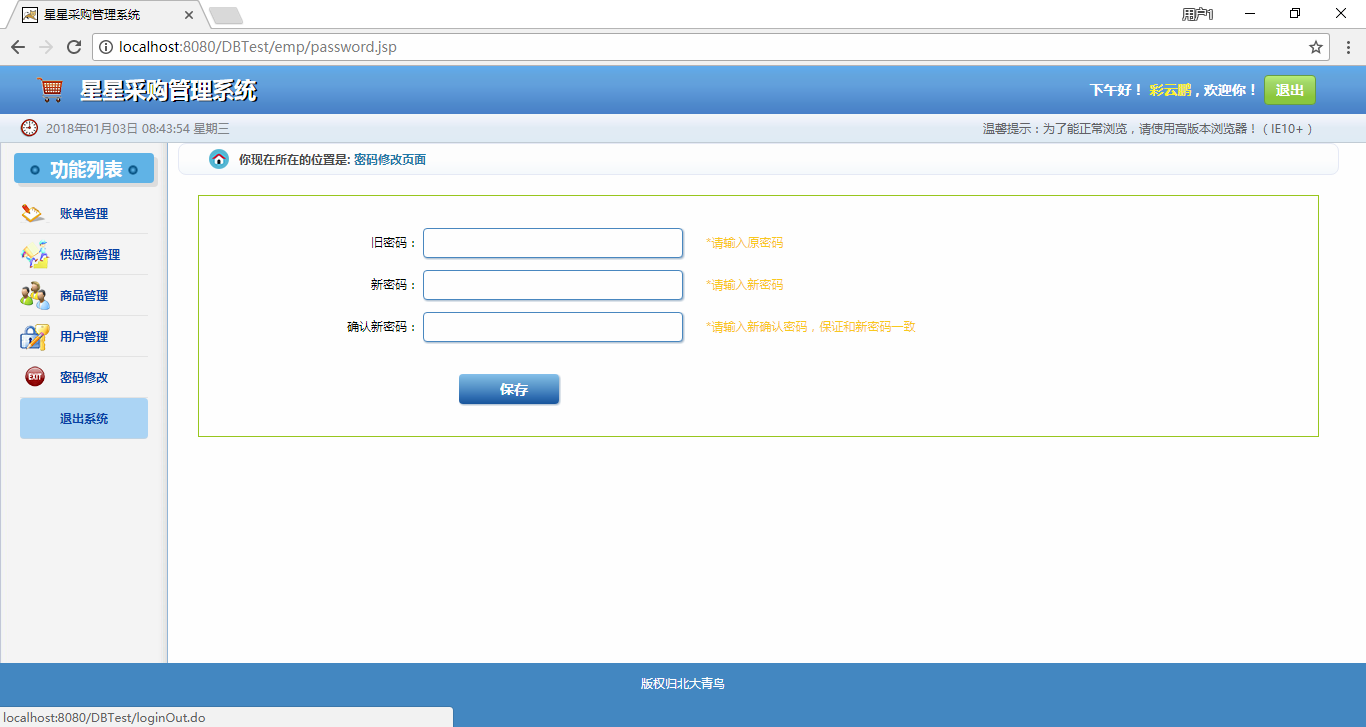 星星采购管理系统
用户1
localhost:8080/DBTest/emp/password.jsp
星星采购管理系统
下午好！ 彩云鹏 , 欢迎你！ 退出
2018年01月03日 08:43:54 星期三
温馨提示：为了能正常浏览，请使用高版本浏览器！（IE10+）
功能列表
你现在所在的位置是: 密码修改页面
账单管理
供应商管理
商品管理
用户管理
EXIT
密码修改
退出系统
旧密码：
*请输入原密码
新密码：
*请输入新密码
确认新密码：
*请输入新确认密码，保证和新密码一致
保存
版权归北大青鸟
localhost:8080/DBTest/loginOut.do